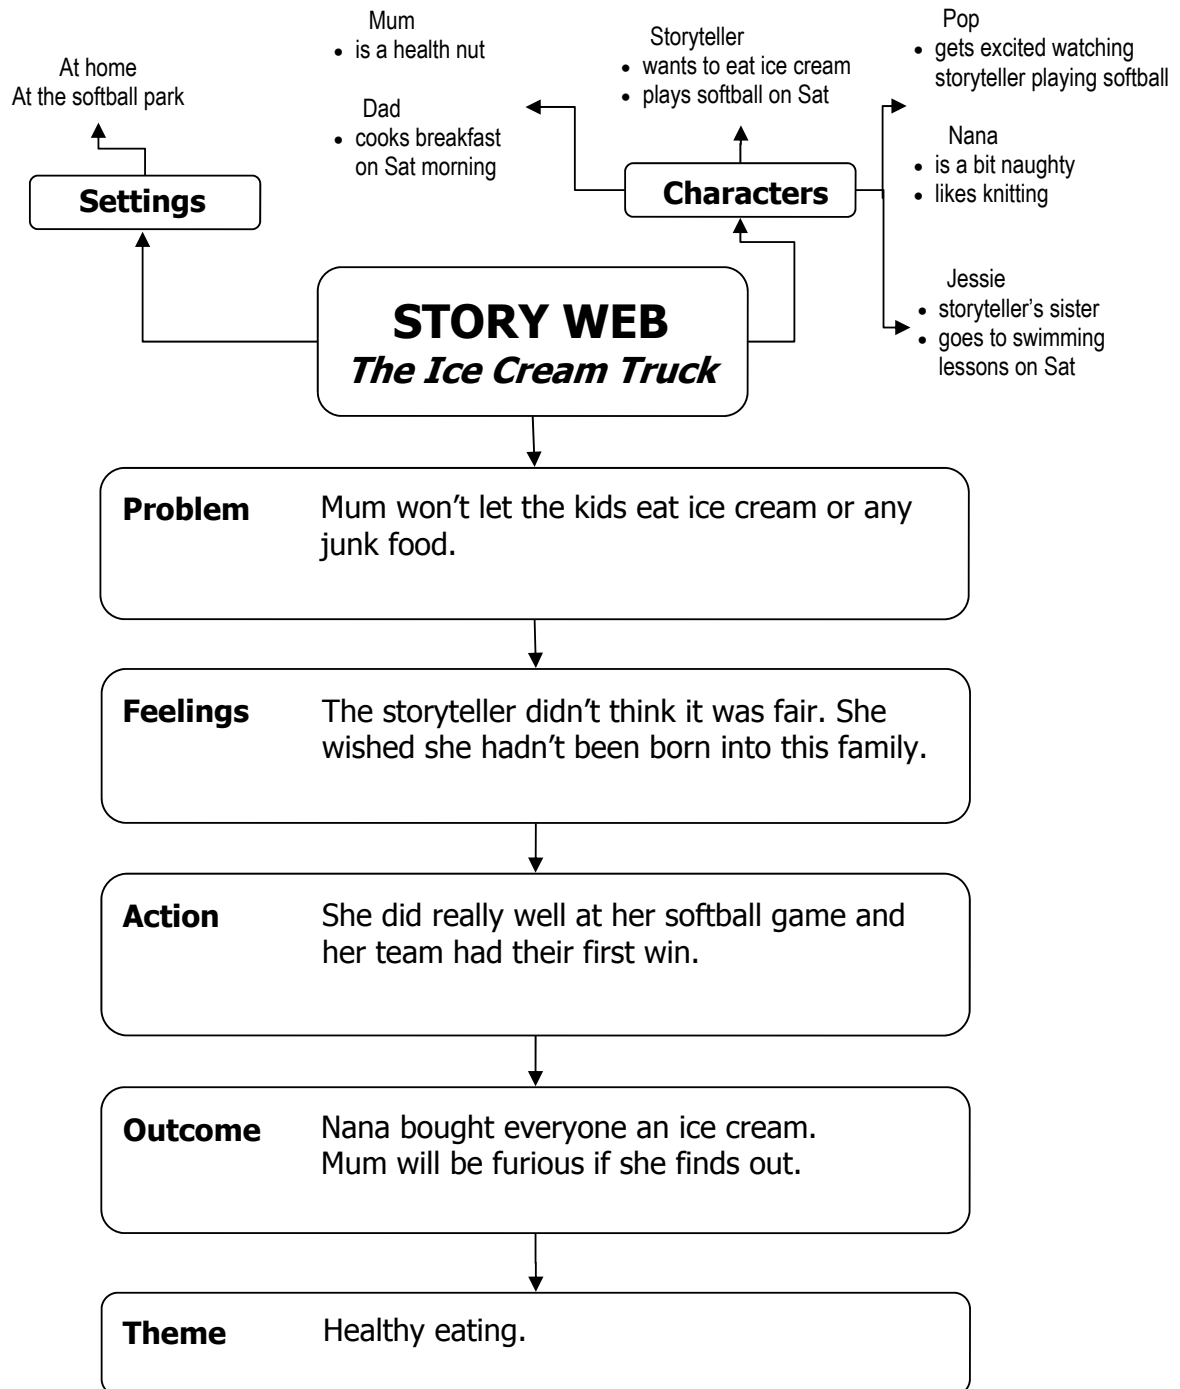 At home
At the softball park
Settings
Mum
• is a health nut
Dad
• cooks breakfast
on Sat morning
Storyteller
• wants to eat ice cream
• plays softball on Sat
Characters
Pop
• gets excited watching
storyteller playing softball
Nana
• is a bit naughty
• likes knitting
Jessie
• storyteller’s sister
• goes to swimming
lessons on Sat
STORY WEB
The Ice Cream Truck
Problem
Mum won’t let the kids eat ice cream or any
junk food.
Feelings
The storyteller didn’t think it was fair. She
wished she hadn’t been born into this family.
Action
She did really well at her softball game and
her team had their first win.
Outcome
Nana bought everyone an ice cream.
Mum will be furious if she finds out.
Theme
Healthy eating.